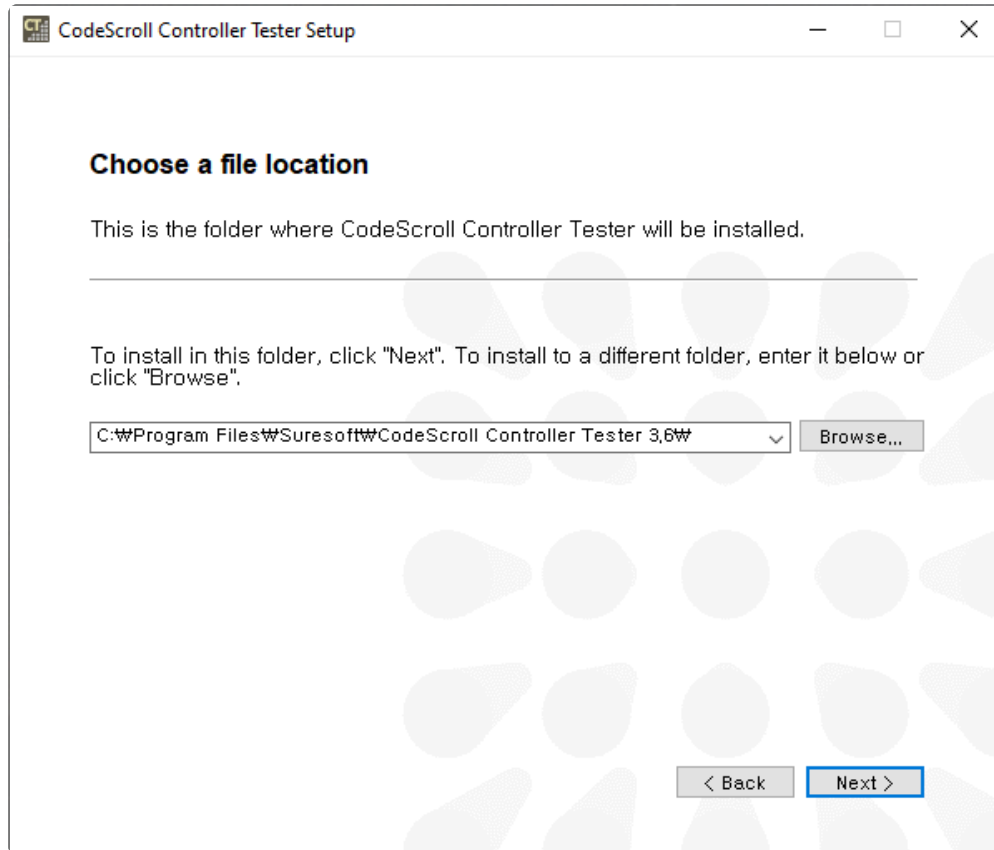 CT
CodeScroll Controller Tester Setup
Choose a file location
This is the folder where CodeScroll Controller Tester will be installed.
To install in this folder, click "Next". To install to a different folder, enter it below or
click "Browse".
C:₩Program Files₩Suresoft₩CodeScroll Controller Tester 3.6₩
Browse...
< Back
Next >